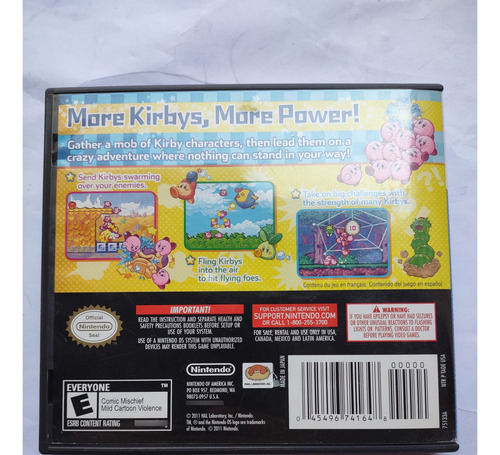 More Kirbys, More Power!
Gather a mob of Kirby characters, then lead them on a
crazy adventure where nothing can stand in your way!
Send Kirbys swarming
over your enemies.
Fling Kirbys
into the air
to hit flying foes.
Take on big challenges with
the strength of many Kirbys.
10
?!
Contenu du jeu en français. Contenido del juego en español.
Official
Nintendo
Seal
IMPORTANT!
READ THE INSTRUCTION AND SEPARATE HEALTH AND
SAFETY PRECAUTIONS BOOKLETS BEFORE SETUP OR
USE OF YOUR SYSTEM.
USE OF A NINTENDO DS SYSTEM WITH UNAUTHORIZED
DEVICES MAY RENDER THIS GAME UNPLAYABLE.
FOR CUSTOMER SERVICE VISIT
SUPPORT.NINTENDO.COM
OR CALL 1-800-255-3700
FOR SALE, RENTAL AND USE ONLY IN USA,
CANADA, MEXICO AND LATIN AMERICA.
WARNING:
IF YOU HAVE EPILEPSY OR HAVE HAD SEIZURES
OR OTHER UNUSUAL REACTIONS TO FLASHING
LIGHTS OR PATTERNS, CONSULT A DOCTOR
BEFORE PLAYING VIDEO GAMES.
EVERYONE
E
Comic Mischief
Mild Cartoon Violence
ESRB CONTENT RATING
Nintendo
NINTENDO OF AMERICA INC.
PO BOX 957, REDMOND, WA
98073-0957 U.S.A.
HAL LABORATORY, INC.
MADE IN JAPAN
© 2011 HAL Laboratory, Inc. / Nintendo.
TM, ® and the Nintendo DS logo are trademarks
of Nintendo. © 2011 Nintendo.
00000
0 45496 74164 8
NTR P TADE USA
75133A